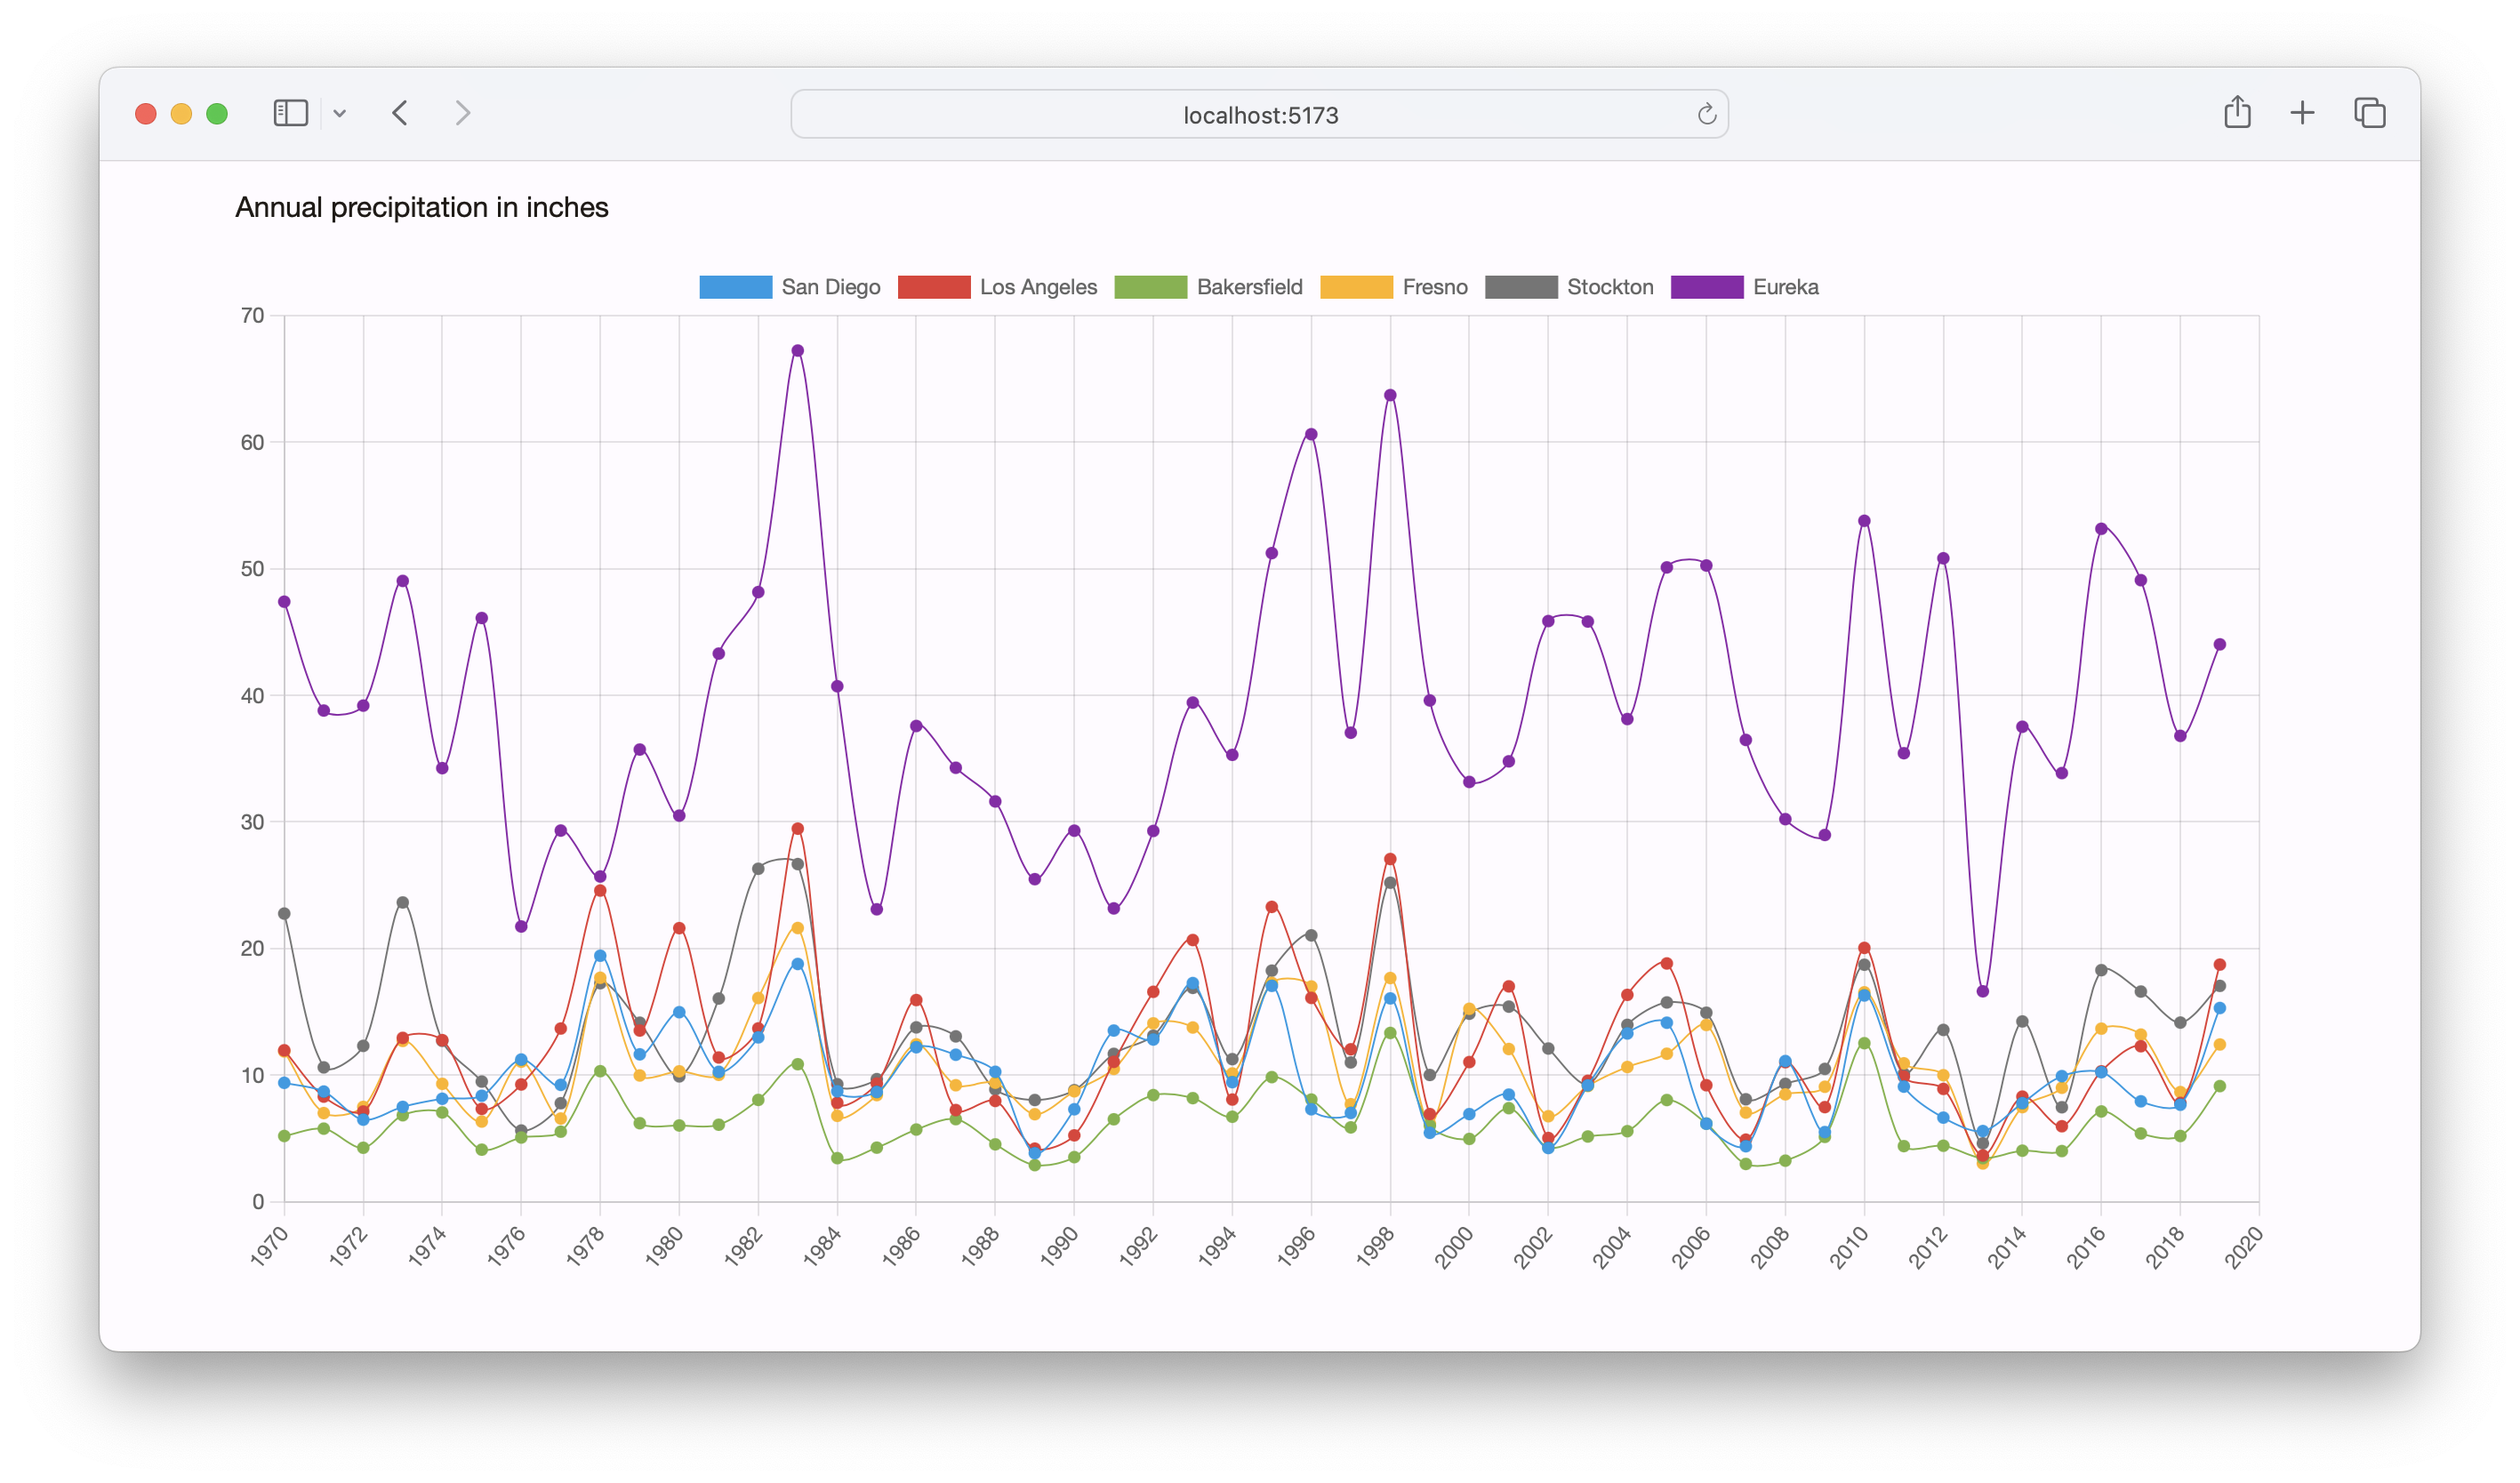 localhost:5173
Annual precipitation in inches
San Diego Los Angeles Bakersfield Fresno Stockton Eureka
70
60
50
40
30
20
10
0
1970 1972 1974 1976 1978 1980 1982 1984 1986 1988 1990 1992 1994 1996 1998 2000 2002 2004 2006 2008 2010 2012 2014 2016 2018 2020